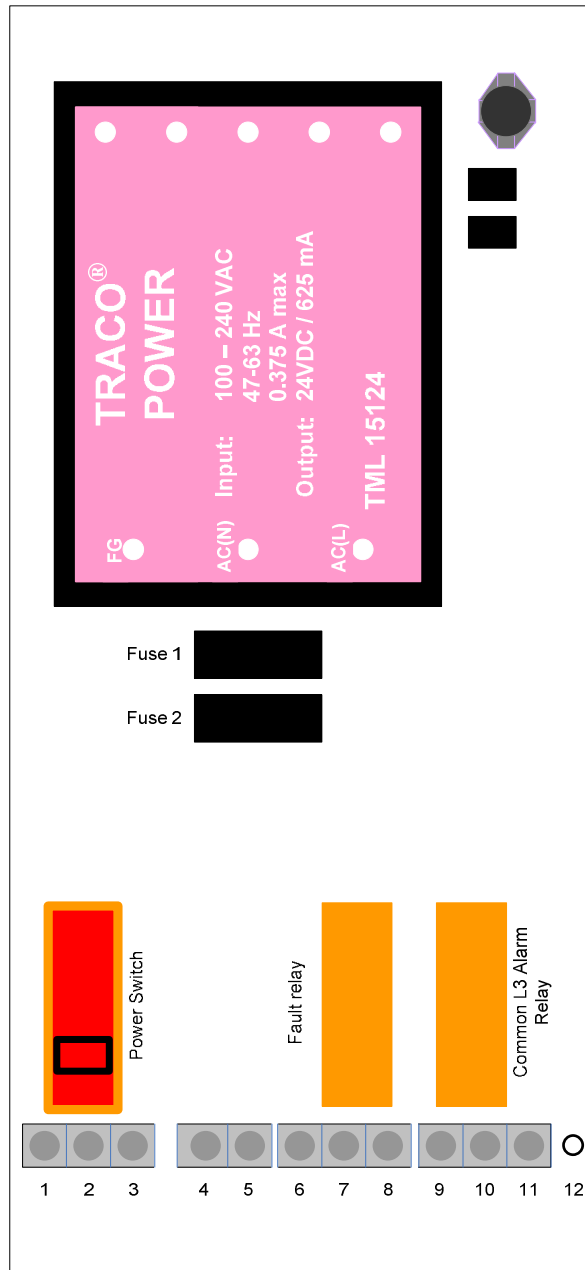 TRACO®
POWER
Input: 100 – 240 VAC
47-63 Hz
0.375 A max
Output: 24VDC / 625 mA
TML 15124
FG
AC(N)
AC(L)
Fuse 1
Fuse 2
Power Switch
Fault relay
Common L3 Alarm
Relay
1 2 3 4 5 6 7 8 9 10 11 12